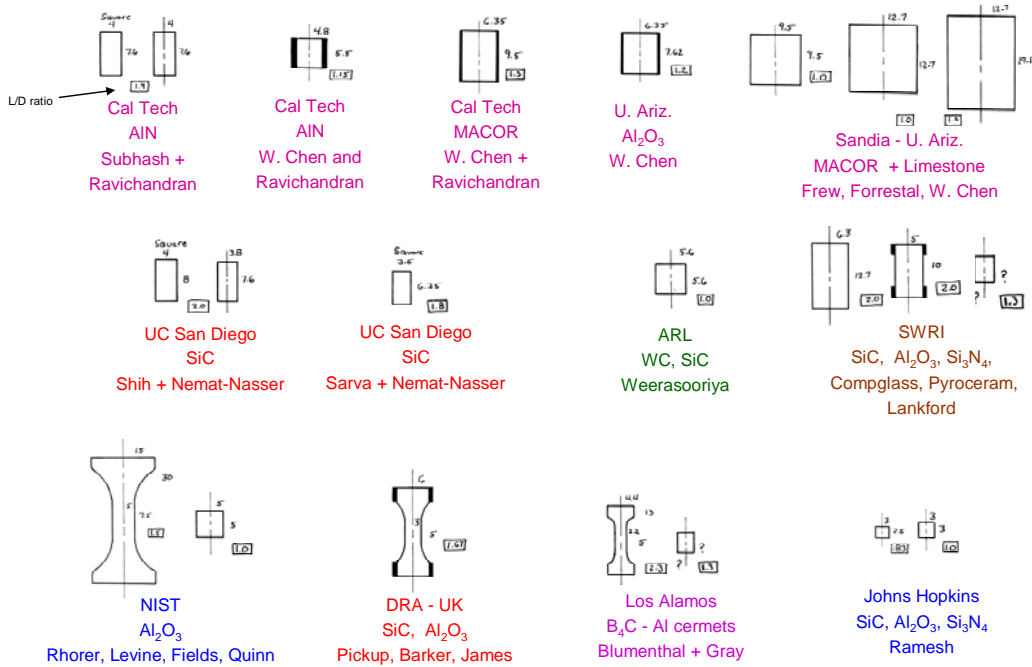 Square
4
7.6
7.6
1.9
L/D ratio
Cal Tech
AlN
Subhash +
Ravichandran
4.8
5.5
1.15
Cal Tech
AlN
W. Chen and
Ravichandran
6.35
9.5
1.5
Cal Tech
MACOR
W. Chen +
Ravichandran
6.35
7.62
1.2
U. Ariz.
Al₂O₃
W. Chen
9.5
9.5
1.0
12.7
12.7
1.0
12.7
Sandia - U. Ariz.
MACOR + Limestone
Frew, Forrestal, W. Chen
Square
4
8
2.0
3.8
7.6
UC San Diego
SiC
Shih + Nemat-Nasser
Square
3.5
6.35
1.8
UC San Diego
SiC
Sarva + Nemat-Nasser
5.6
5.6
1.0
ARL
WC, SiC
Weerasooriya
6.3
12.7
2.0
5
10
2.0
?
?
1.3
SWRI
SiC, Al₂O₃, Si₃N₄,
Compglass, Pyroceram,
Lankford
15
30
5
7.5
1.5
5
5
1.0
NIST
Al₂O₃
Rhorer, Levine, Fields, Quinn
6
3
5
1.67
DRA - UK
SiC, Al₂O₃
Pickup, Barker, James
4.4
13
2.2
5
2.3
?
?
1.3
Los Alamos
B₄C - Al cermets
Blumenthal + Gray
3
2.5
3
3
1.0
Johns Hopkins
SiC, Al₂O₃, Si₃N₄
Ramesh